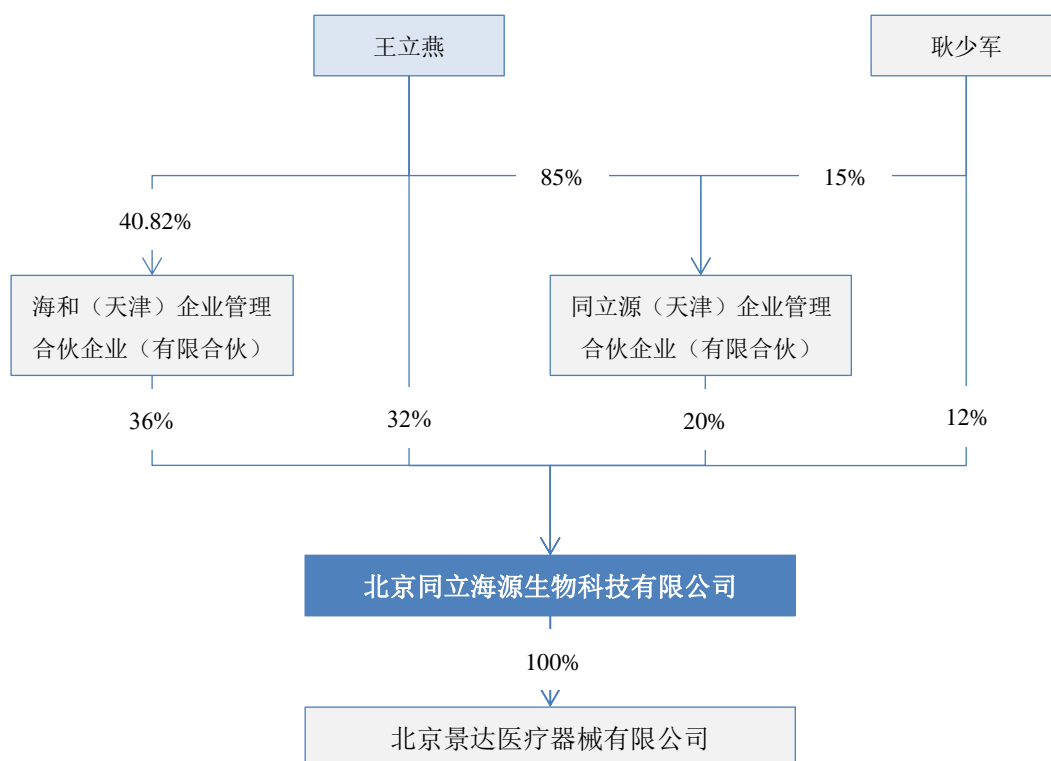 王立燕
耿少军
85%
15%
40.82%
海和（天津）企业管理
合伙企业（有限合伙）
同立源（天津）企业管理
合伙企业（有限合伙）
36%
32%
20%
12%
北京同立海源生物科技有限公司
100%
北京景达医疗器械有限公司